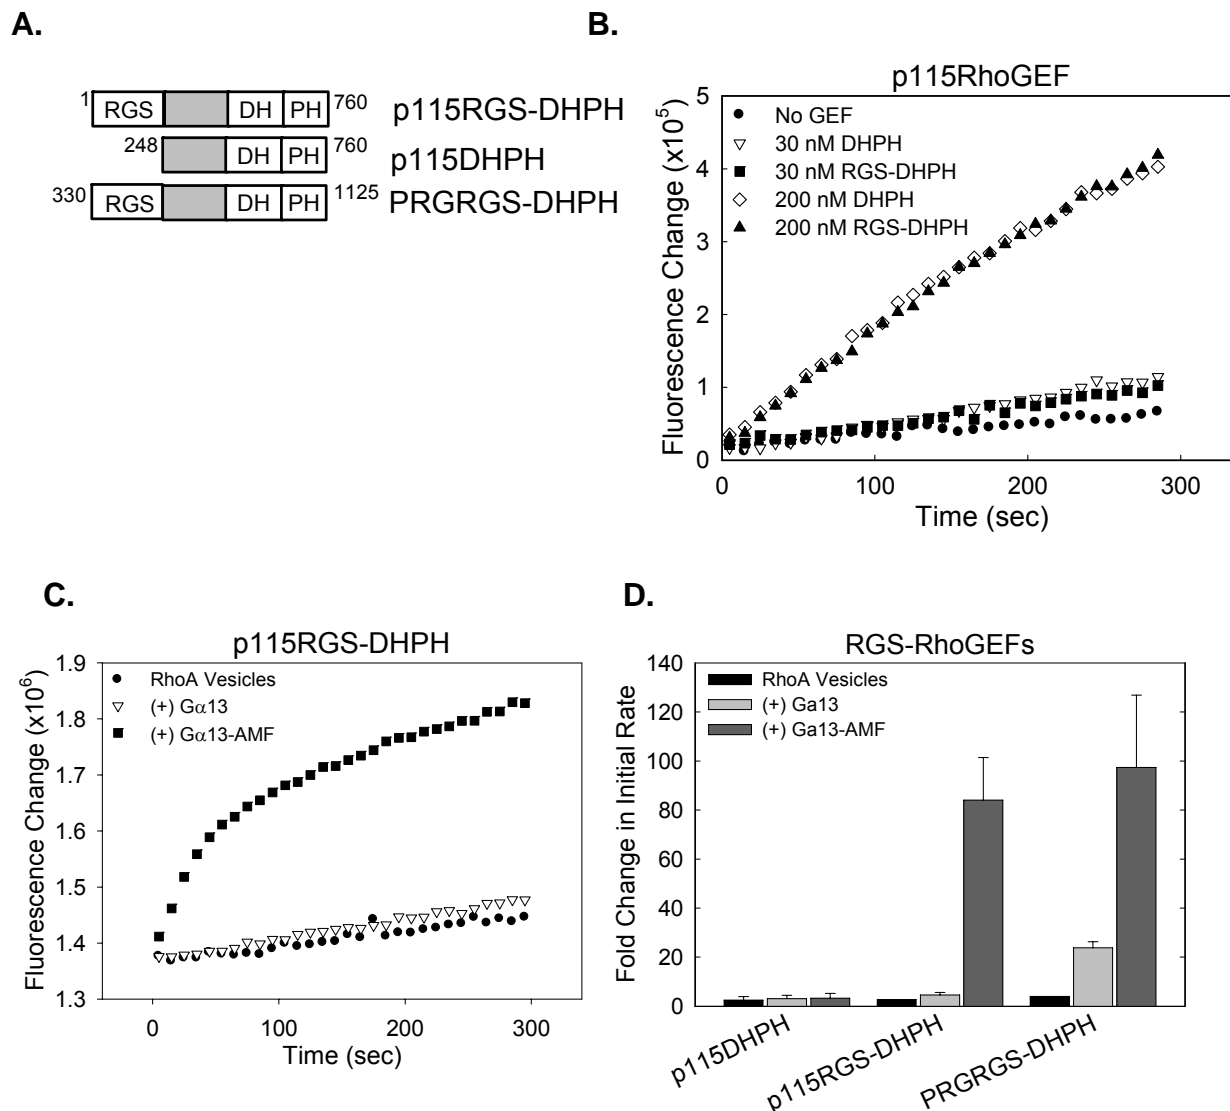 A.
1 RGS DH PH 760 p115RGS-DHPH
248 DH PH 760 p115DHPH
330 RGS DH PH 1125 PRGRGS-DHPH
B.
p115RhoGEF
Fluorescence Change (x10⁵)
5
4
3
2
1
0
No GEF
30 nM DHPH
30 nM RGS-DHPH
200 nM DHPH
200 nM RGS-DHPH
0 100 200 300
Time (sec)
C.
p115RGS-DHPH
Fluorescence Change (x10⁶)
1.9
1.8
1.7
1.6
1.5
1.4
1.3
RhoA Vesicles
(+) Gα13
(+) Gα13-AMF
0 100 200 300
Time (sec)
D.
RGS-RhoGEFs
Fold Change in Initial Rate
140
120
100
80
60
40
20
0
RhoA Vesicles
(+) Ga13
(+) Ga13-AMF
p115DHPH
p115RGS-DHPH
PRGRGS-DHPH